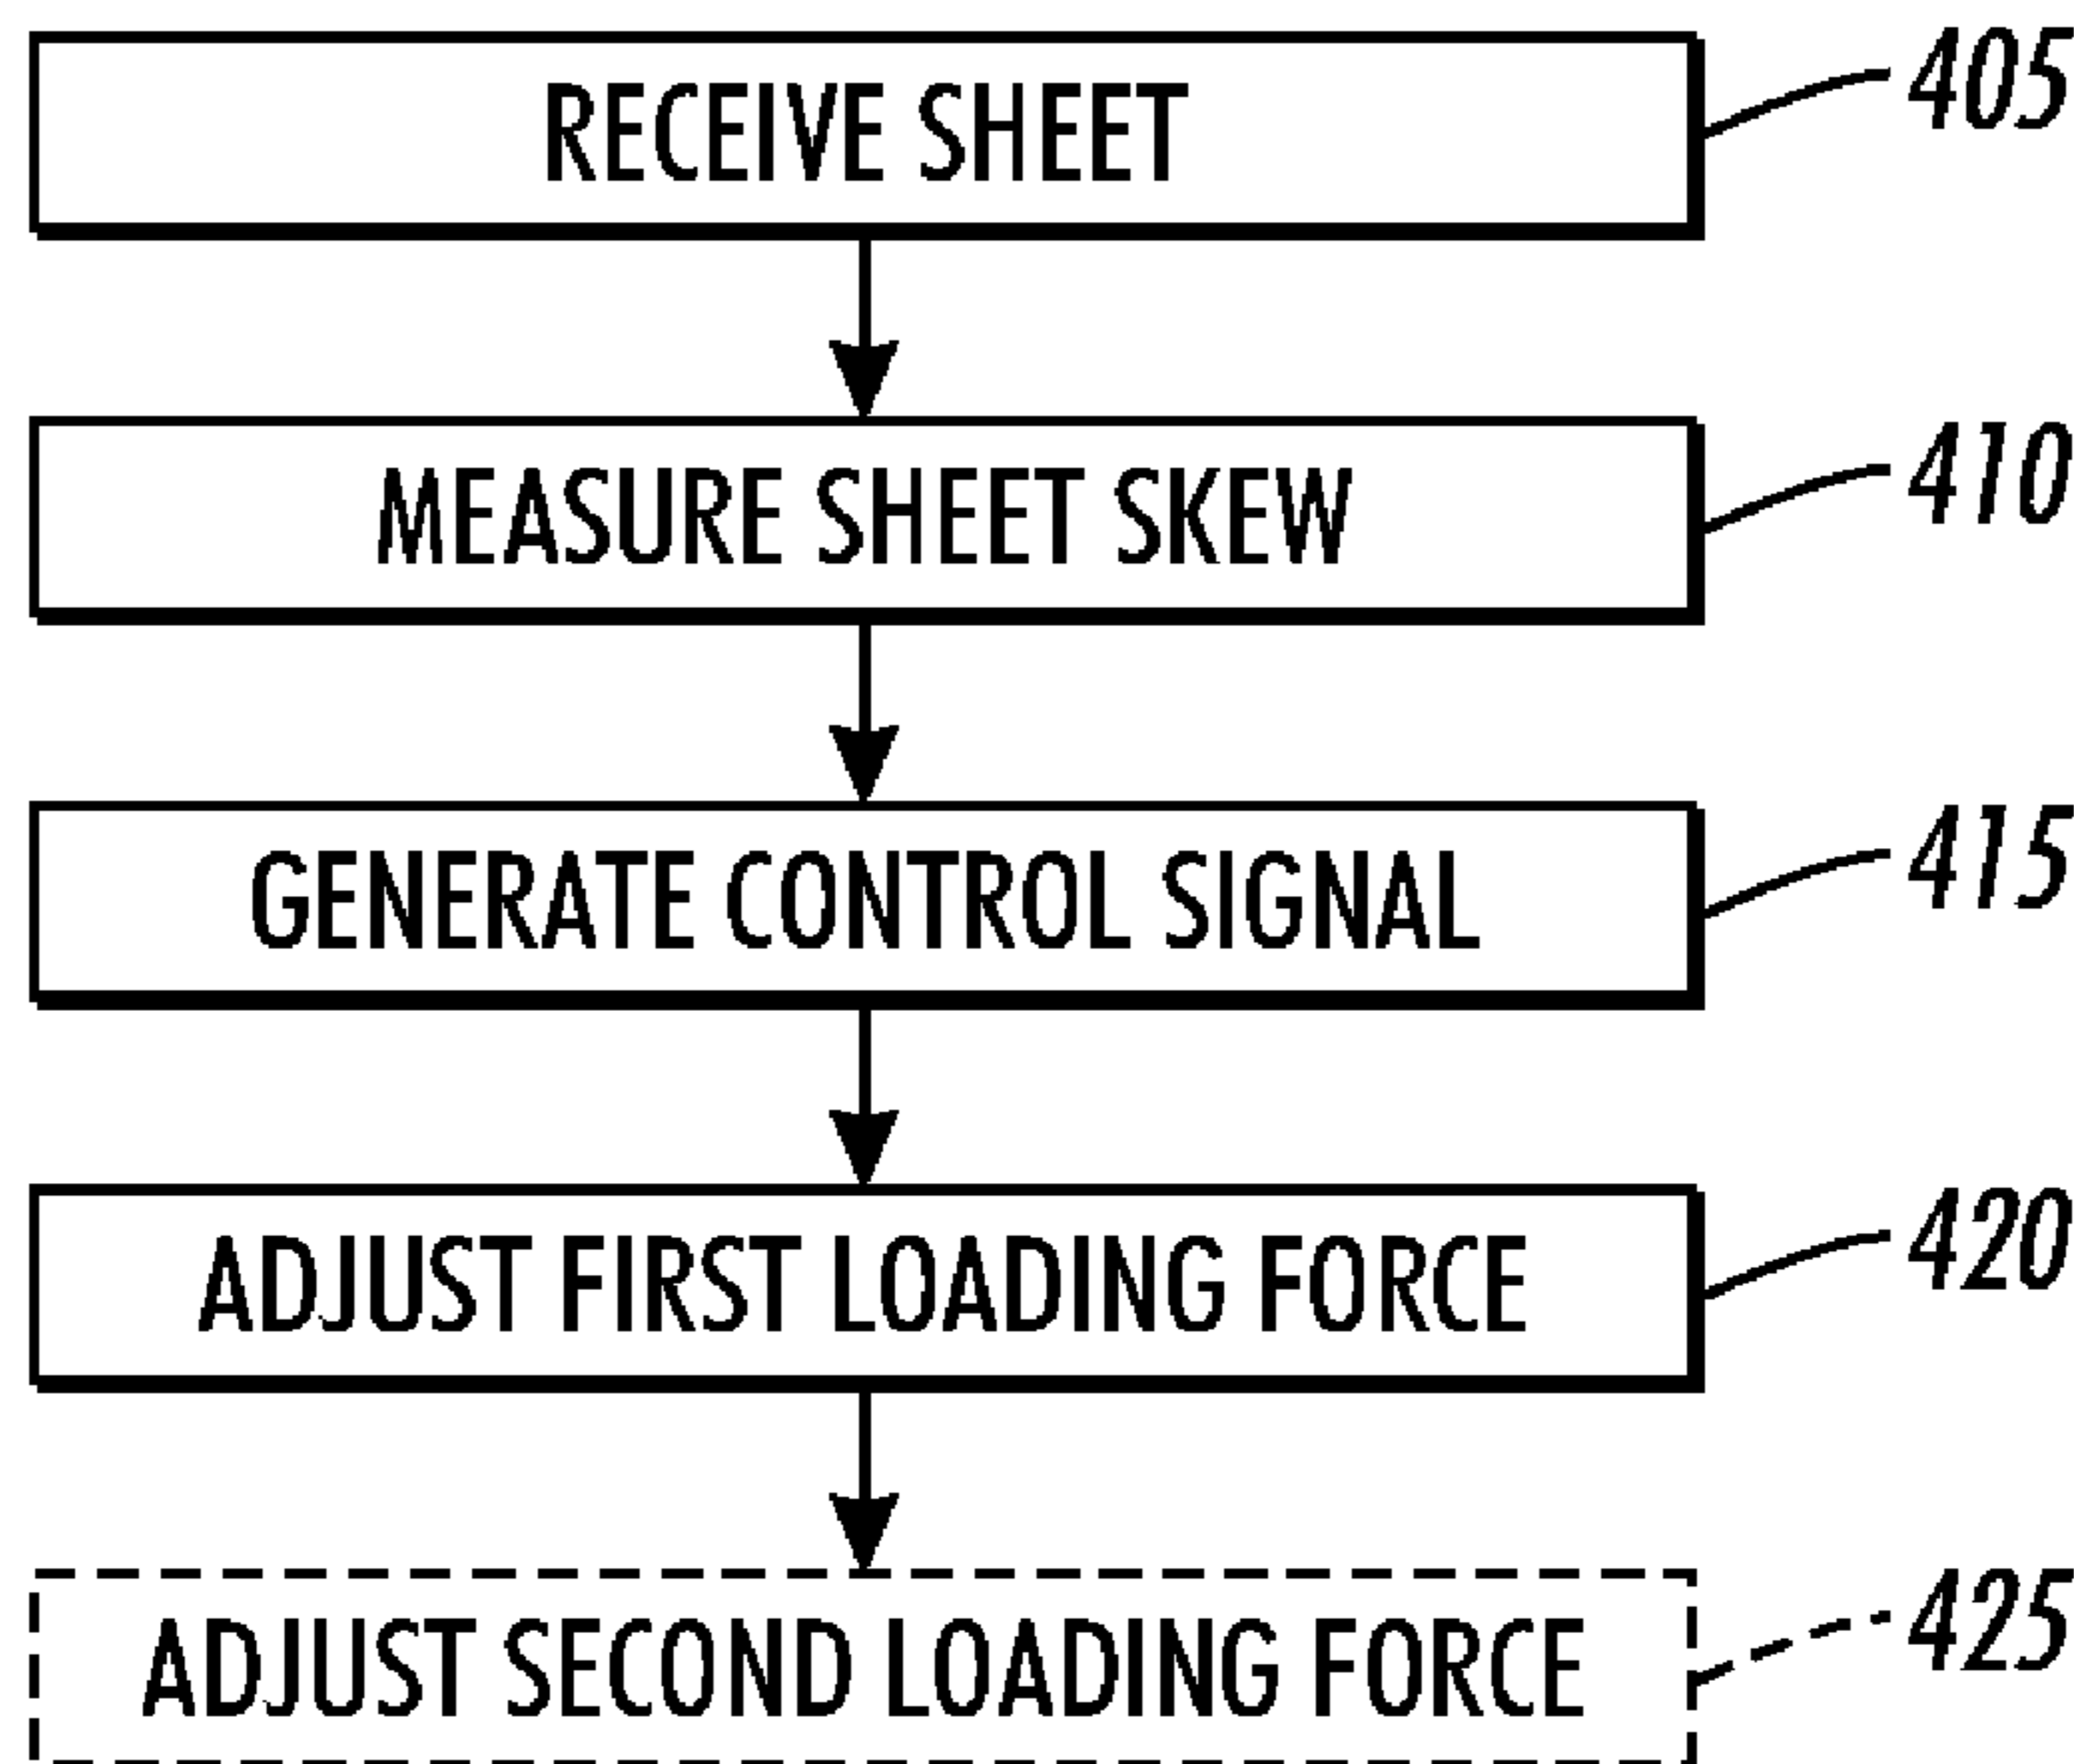 RECEIVE SHEET
405
MEASURE SHEET SKEW
410
GENERATE CONTROL SIGNAL
415
ADJUST FIRST LOADING FORCE
420
ADJUST SECOND LOADING FORCE
425